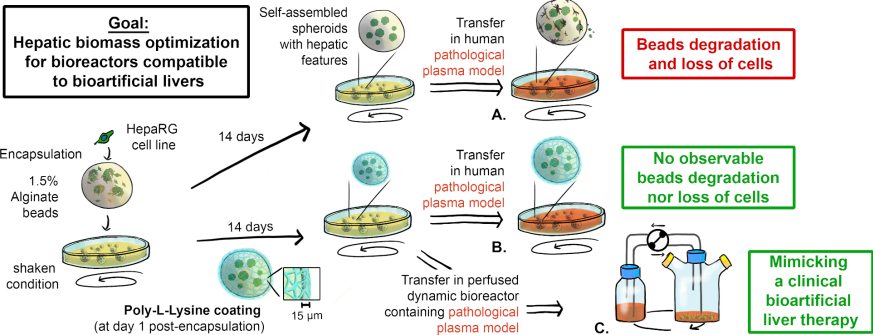 Goal:
Hepatic biomass optimization
for bioreactors compatible
to bioartificial livers
Self-assembled
spheroids
with hepatic
features
Transfer
in human
pathological
plasma model
A.
Beads degradation
and loss of cells
HepaRG
cell line
Encapsulation
1.5%
Alginate
beads
shaken
condition
14 days
14 days
Poly-L-Lysine coating
(at day 1 post-encapsulation)
15 µm
Transfer
in human
pathological
plasma model
B.
No observable
beads degradation
nor loss of cells
Transfer in perfused
dynamic bioreactor
containing pathological
plasma model
C.
Mimicking
a clinical
bioartificial
liver therapy